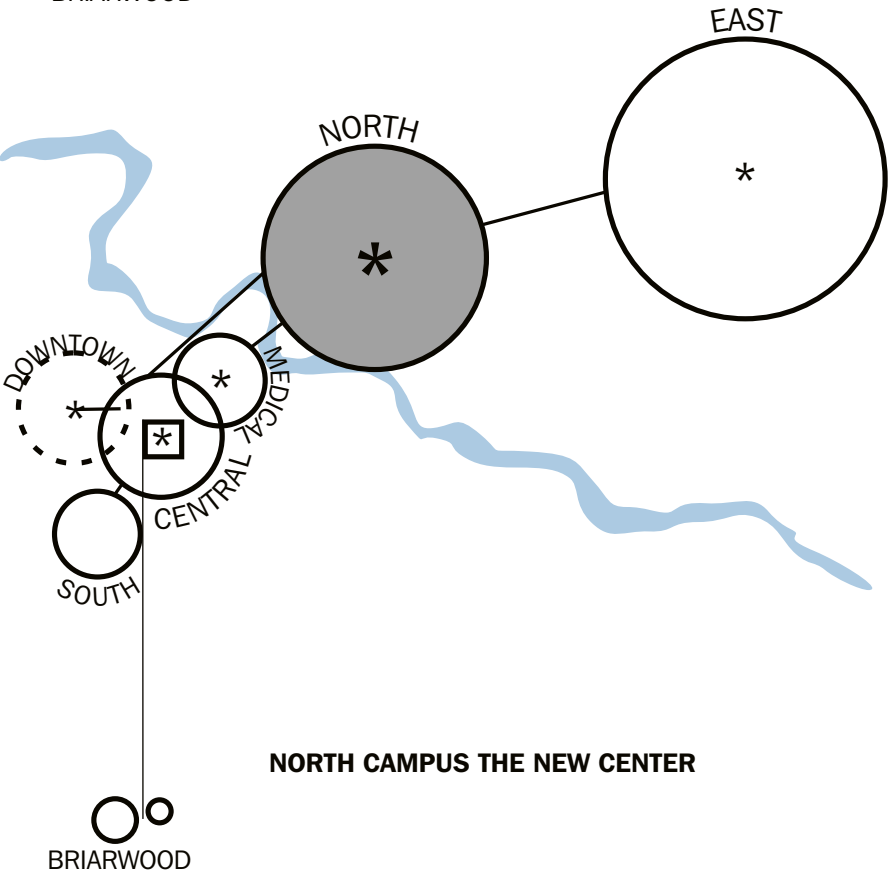 EAST
NORTH
DOWNTOWN
MEDICAL
CENTRAL
SOUTH
NORTH CAMPUS THE NEW CENTER
BRIARWOOD